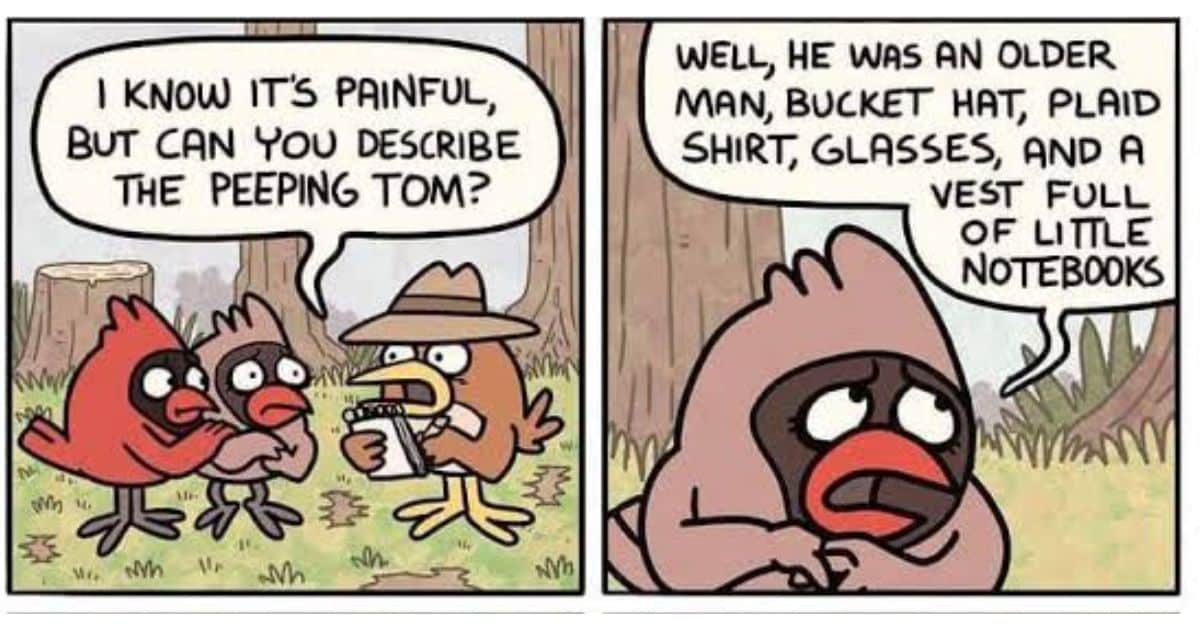 I KNOW IT'S PAINFUL,
BUT CAN YOU DESCRIBE
THE PEEPING TOM?
WELL, HE WAS AN OLDER
MAN, BUCKET HAT, PLAID
SHIRT, GLASSES, AND A
VEST FULL
OF LITTLE
NOTEBOOKS